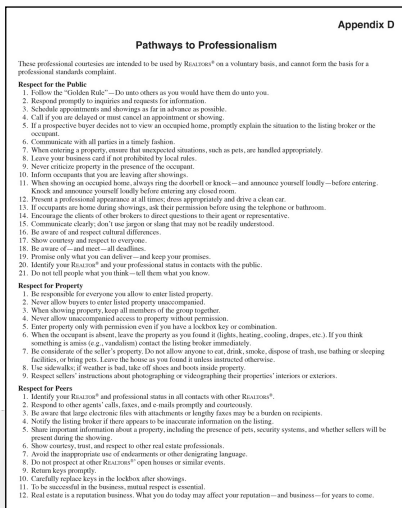 Appendix D
Pathways to Professionalism
These professional courtesies are intended to be used by REALTORS® on a voluntary basis, and cannot form the basis for a
professional standards complaint.
Respect for the Public
1. Follow the “Golden Rule”—Do unto others as you would have them do unto you.
2. Respond promptly to inquiries and requests for information.
3. Schedule appointments and showings as far in advance as possible.
4. Call if you are delayed or must cancel an appointment or showing.
5. If a prospective buyer decides not to view an occupied home, promptly explain the situation to the listing broker or the
occupant.
6. Communicate with all parties in a timely fashion.
7. When entering a property, ensure that unexpected situations, such as pets, are handled appropriately.
8. Leave your business card if not prohibited by local rules.
9. Never criticize property in the presence of the occupant.
10. Inform occupants that you are leaving after showings.
11. When showing an occupied home, always ring the doorbell or knock—and announce yourself loudly—before entering.
Knock and announce yourself loudly before entering any closed room.
12. Present a professional appearance at all times; dress appropriately and drive a clean car.
13. If occupants are home during showings, ask their permission before using the telephone or bathroom.
14. Encourage the clients of other brokers to direct questions to their agent or representative.
15. Communicate clearly; don’t use jargon or slang that may not be readily understood.
16. Be aware of and respect cultural differences.
17. Show courtesy and respect to everyone.
18. Be aware of—and meet—all deadlines.
19. Promise only what you can deliver—and keep your promises.
20. Identify your REALTOR® and your professional status in contacts with the public.
21. Do not tell people what you think—tell them what you know.
Respect for Property
1. Be responsible for everyone you allow to enter listed property.
2. Never allow buyers to enter listed property unaccompanied.
3. When showing property, keep all members of the group together.
4. Never allow unaccompanied access to property without permission.
5. Enter property only with permission even if you have a lockbox key or combination.
6. When the occupant is absent, leave the property as you found it (lights, heating, cooling, drapes, etc.). If you think
something is amiss (e.g., vandalism) contact the listing broker immediately.
7. Be considerate of the seller’s property. Do not allow anyone to eat, drink, smoke, dispose of trash, use bathing or sleeping
facilities, or bring pets. Leave the house as you found it unless instructed otherwise.
8. Use sidewalks; if weather is bad, take off shoes and boots inside property.
9. Respect sellers’ instructions about photographing or videographing their properties’ interiors or exteriors.
Respect for Peers
1. Identify your REALTOR® and professional status in all contacts with other REALTORS®.
2. Respond to other agents’ calls, faxes, and e-mails promptly and courteously.
3. Be aware that large electronic files with attachments or lengthy faxes may be a burden on recipients.
4. Notify the listing broker if there appears to be inaccurate information on the listing.
5. Share important information about a property, including the presence of pets, security systems, and whether sellers will be
present during the showing.
6. Show courtesy, trust, and respect to other real estate professionals.
7. Avoid the inappropriate use of endearments or other denigrating language.
8. Do not prospect at other REALTORS®’ open houses or similar events.
9. Return keys promptly.
10. Carefully replace keys in the lockbox after showings.
11. To be successful in the business, mutual respect is essential.
12. Real estate is a reputation business. What you do today may affect your reputation—and business—for years to come.